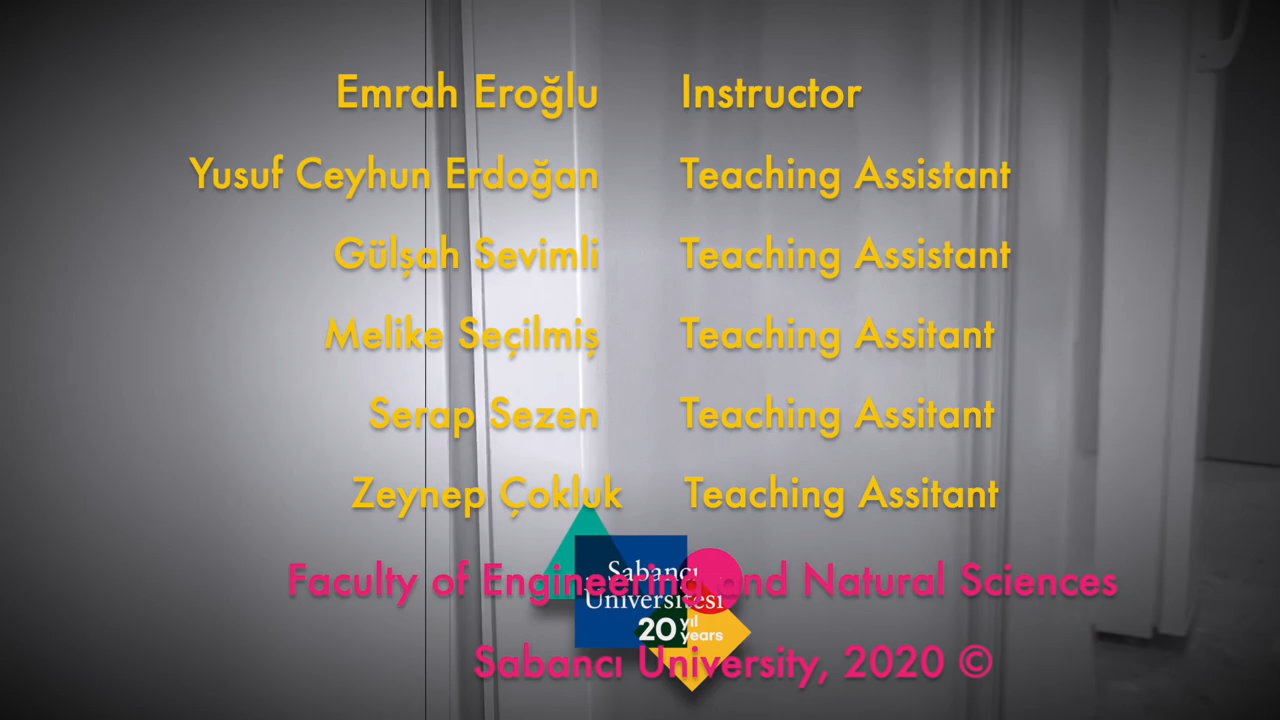 Emrah Eroğlu Instructor
Yusuf Ceyhun Erdoğan Teaching Assistant
Gülşah Sevimli Teaching Assistant
Melike Seçilmiş Teaching Assitant
Serap Sezen Teaching Assitant
Zeynep Çokluk Teaching Assitant
Faculty of Engineering and Natural Sciences
Sabancı
Üniversitesi
20 yıl
years
Sabancı University, 2020 ©